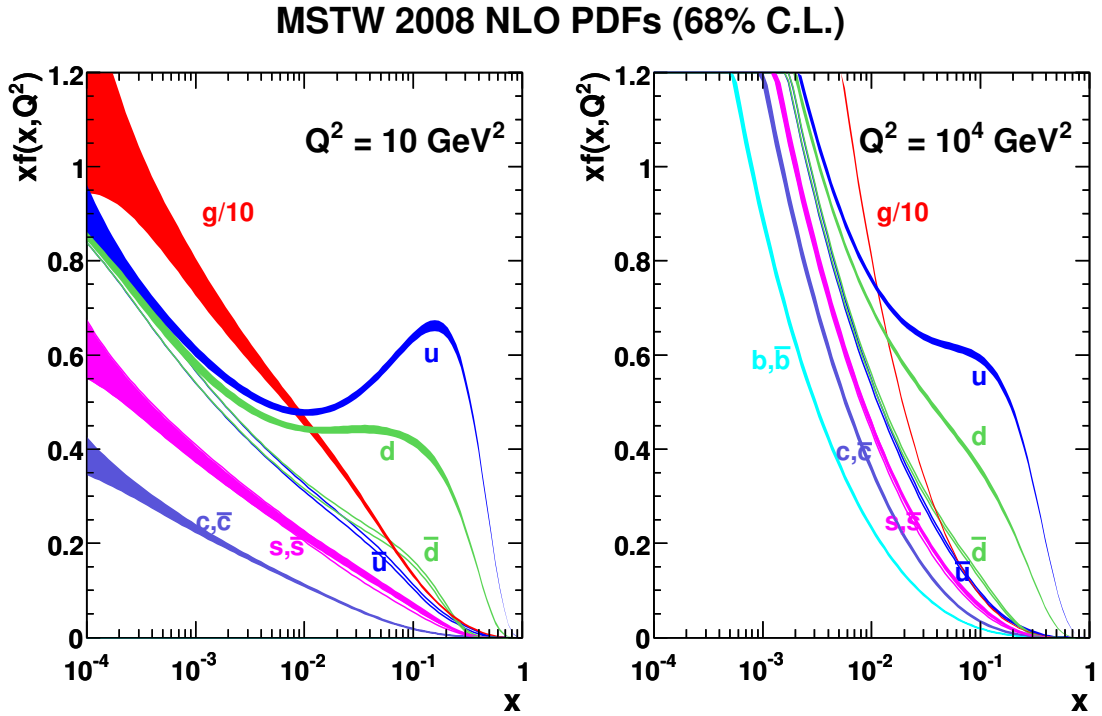 MSTW 2008 NLO PDFs (68% C.L.)
xf(x,Q²)
1.2
1
0.8
0.6
0.4
0.2
0
Q² = 10 GeV²
g/10
u
d
c,c̅
s,s̅
u̅
d̅
10⁻⁴
10⁻³
10⁻²
10⁻¹
1
x
xf(x,Q²)
1.2
1
0.8
0.6
0.4
0.2
0
Q² = 10⁴ GeV²
g/10
b,b̅
u
d
c,c̅
s,s̅
d̅
u̅
10⁻⁴
10⁻³
10⁻²
10⁻¹
1
x